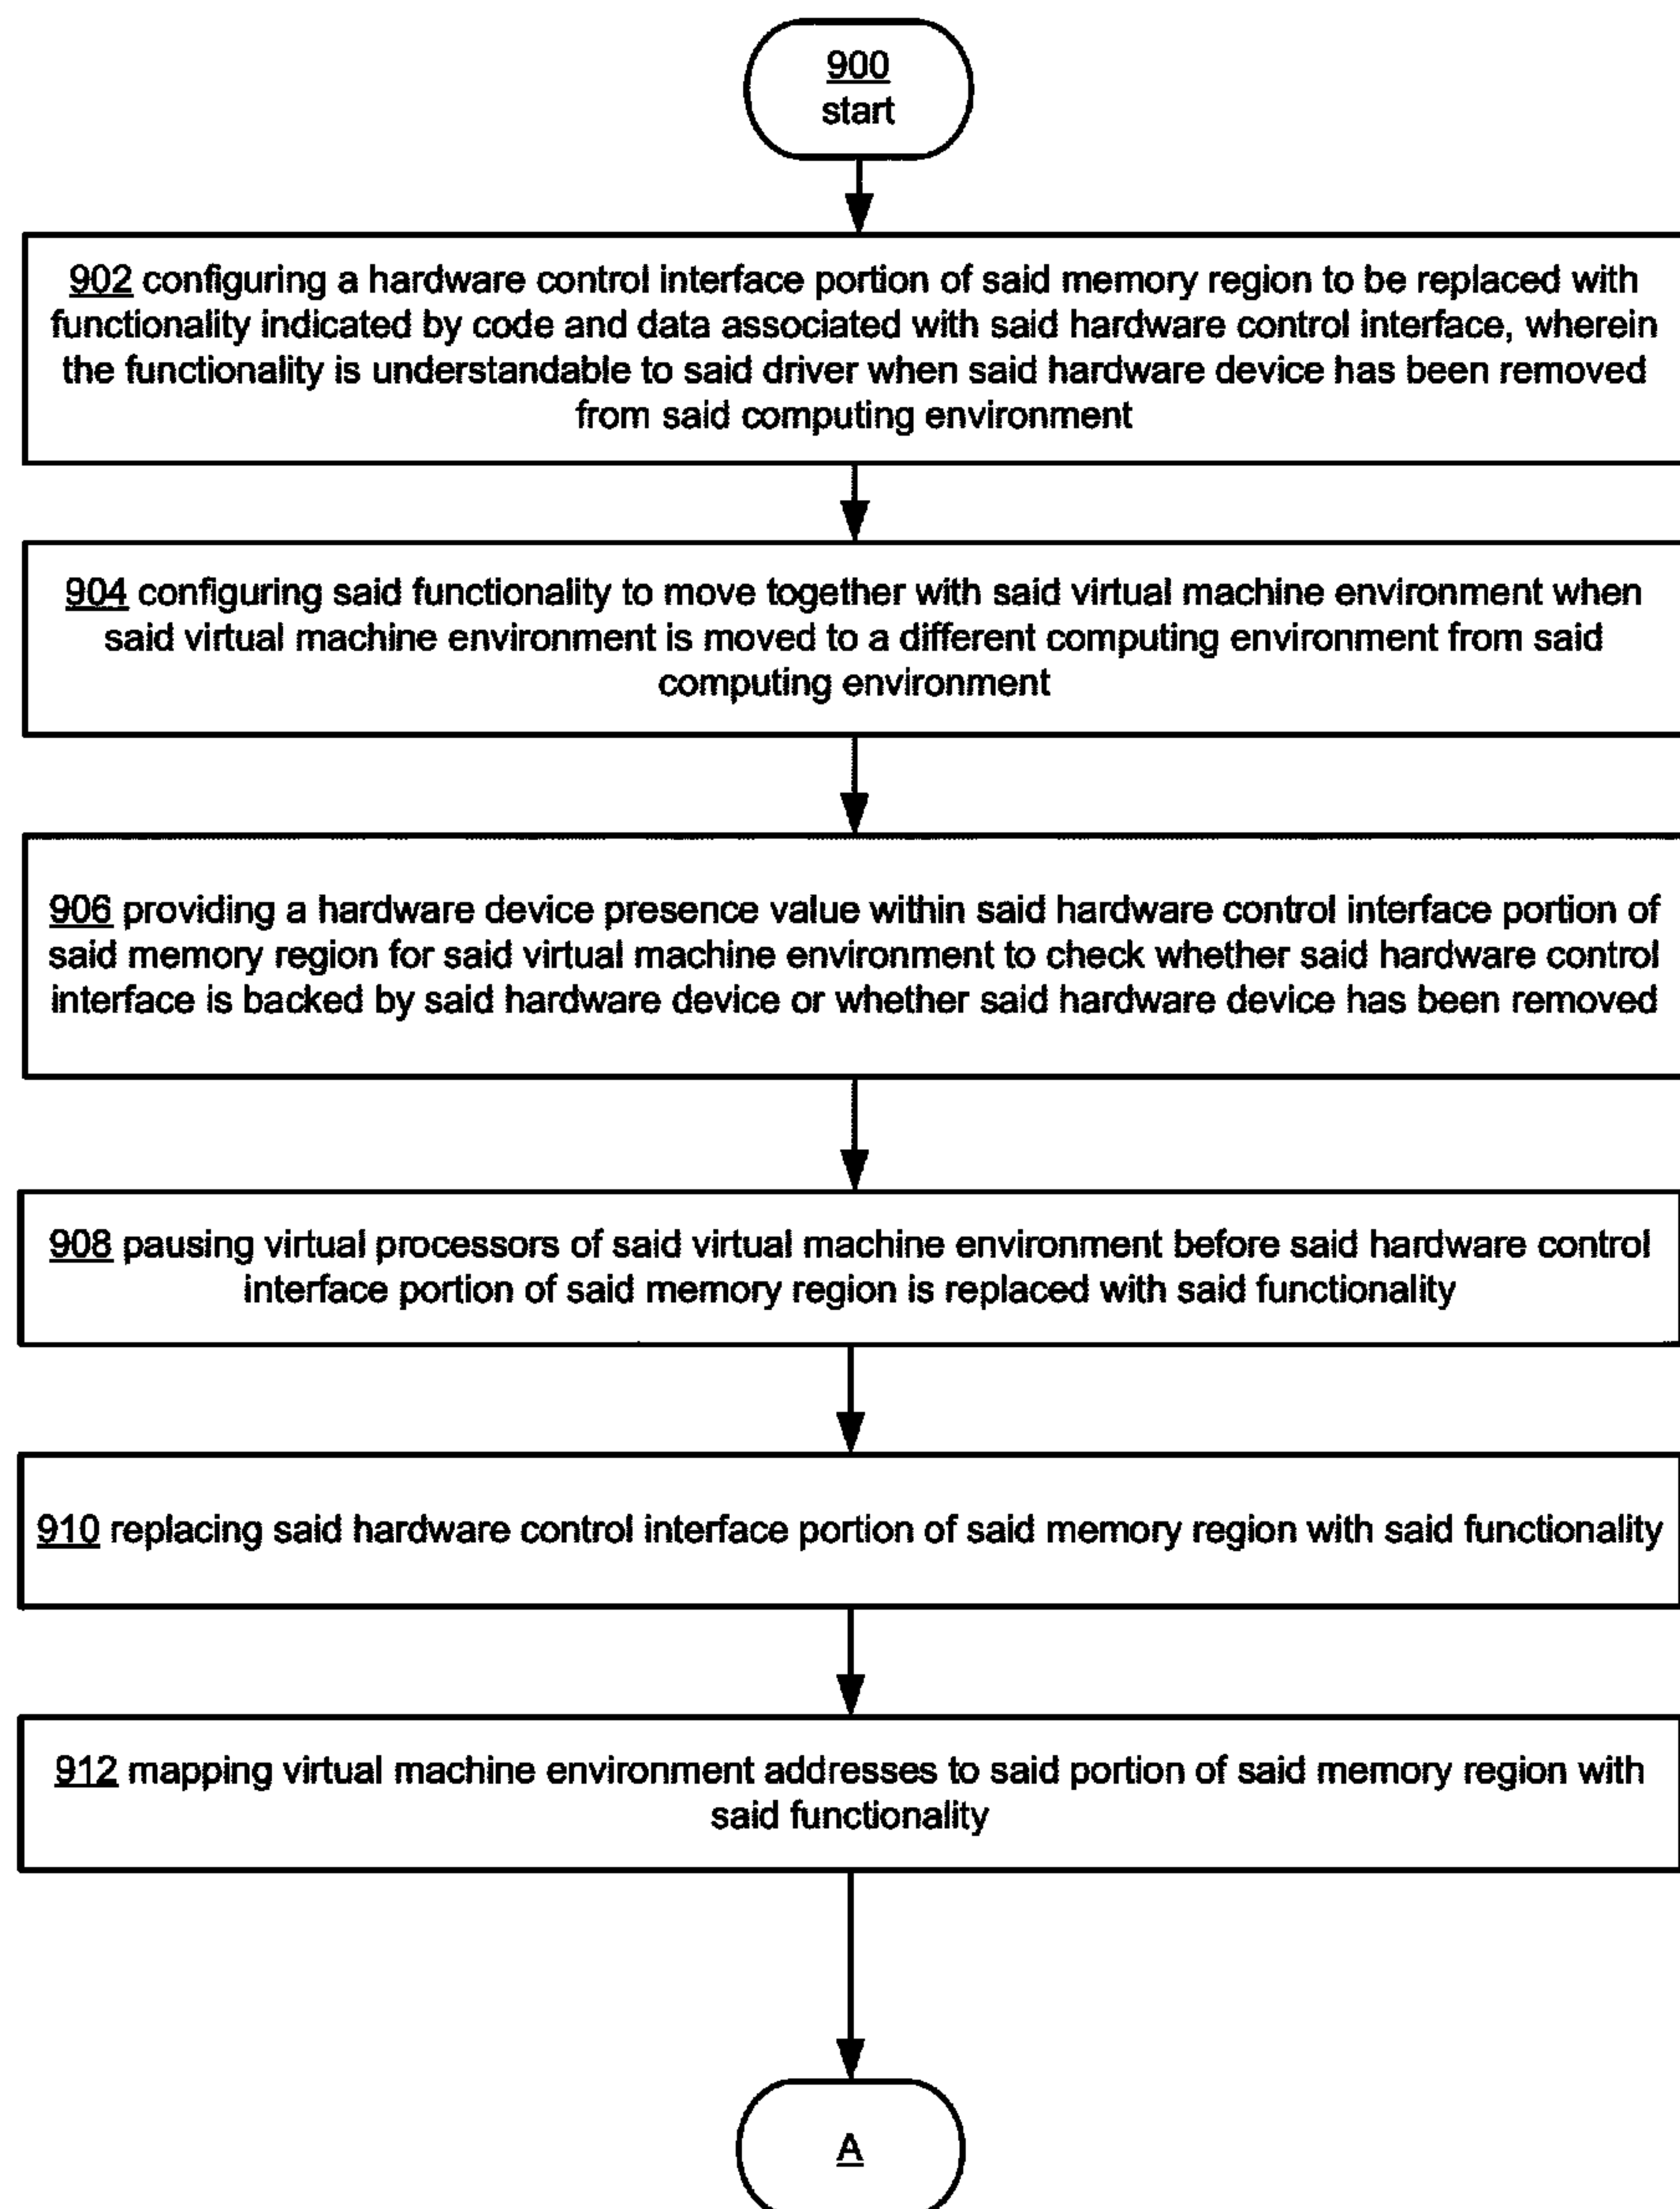 900
start
902 configuring a hardware control interface portion of said memory region to be replaced with
functionality indicated by code and data associated with said hardware control interface, wherein
the functionality is understandable to said driver when said hardware device has been removed
from said computing environment
904 configuring said functionality to move together with said virtual machine environment when
said virtual machine environment is moved to a different computing environment from said
computing environment
906 providing a hardware device presence value within said hardware control interface portion of
said memory region for said virtual machine environment to check whether said hardware control
interface is backed by said hardware device or whether said hardware device has been removed
908 pausing virtual processors of said virtual machine environment before said hardware control
interface portion of said memory region is replaced with said functionality
910 replacing said hardware control interface portion of said memory region with said functionality
912 mapping virtual machine environment addresses to said portion of said memory region with
said functionality
A